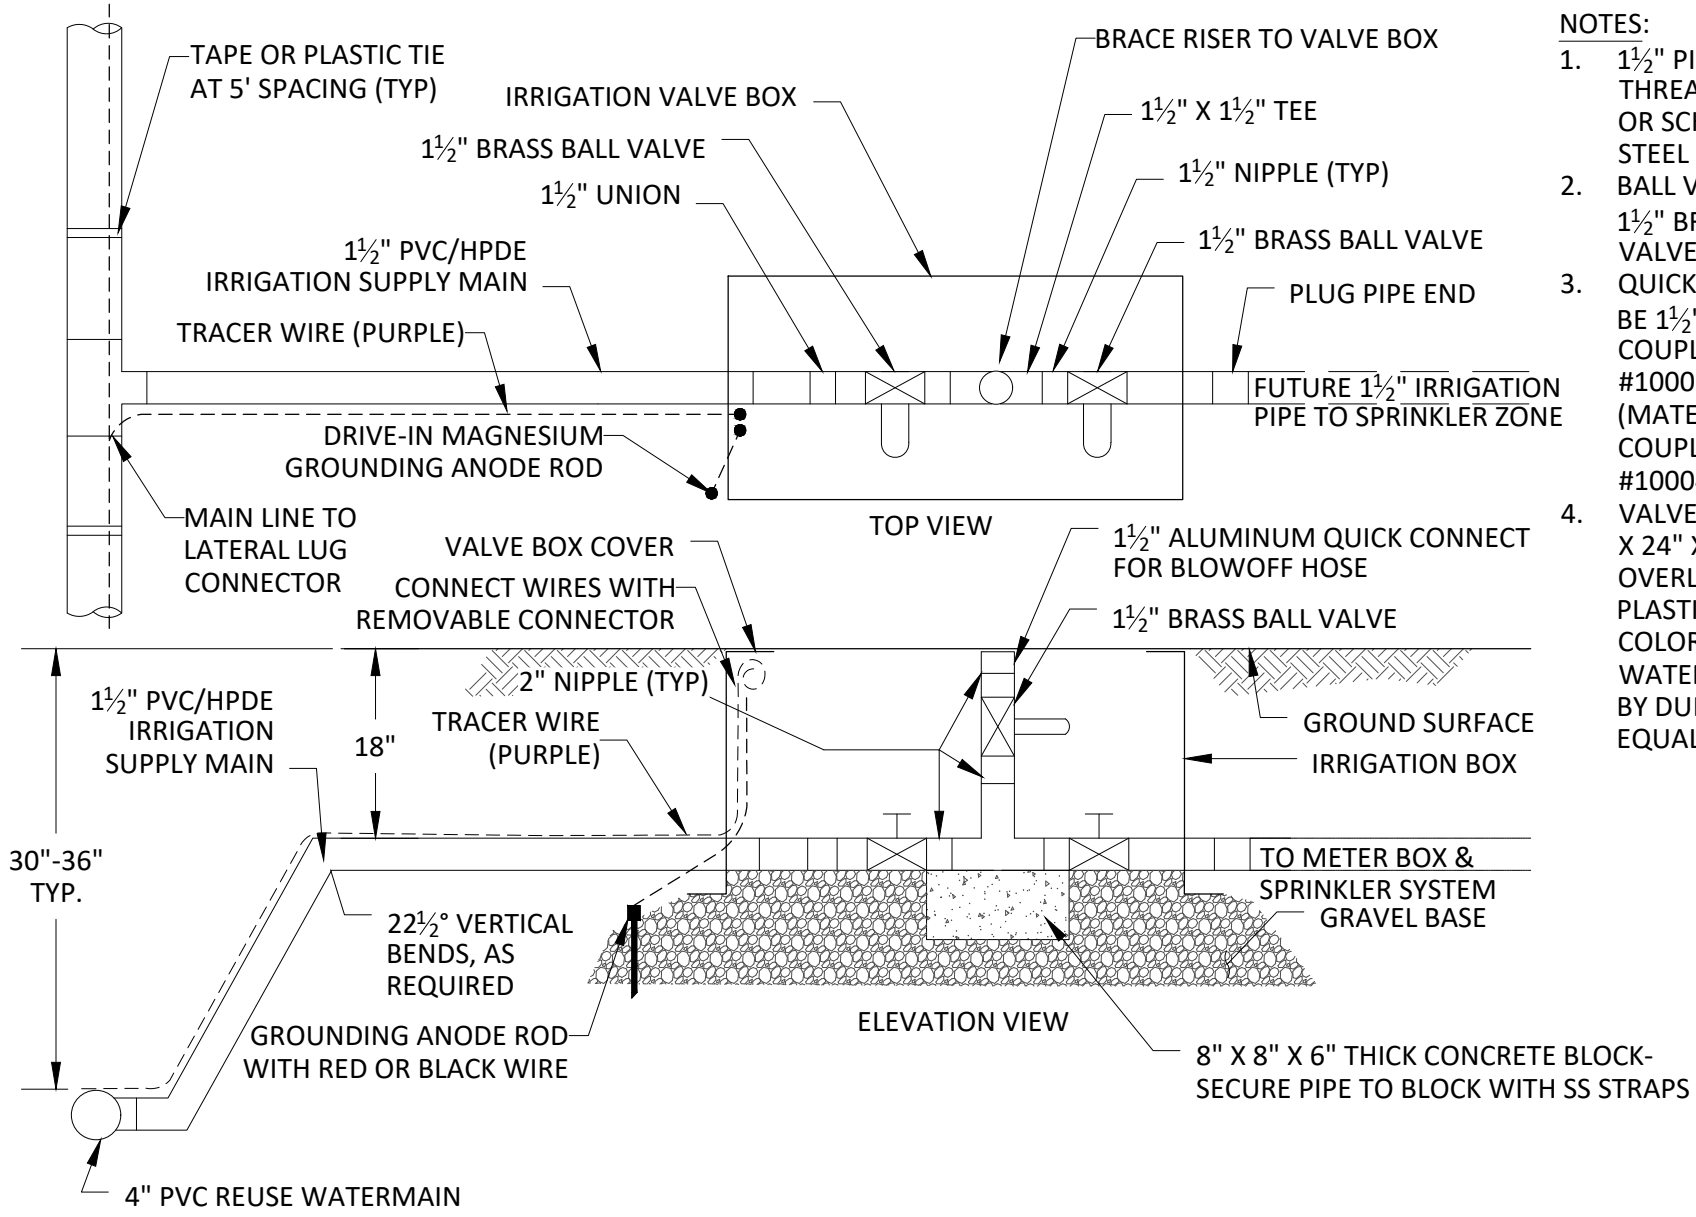 TAPE OR PLASTIC TIE
AT 5' SPACING (TYP)
IRRIGATION VALVE BOX
1½" BRASS BALL VALVE
1½" UNION
1½" PVC/HPDE
IRRIGATION SUPPLY MAIN
TRACER WIRE (PURPLE)
DRIVE-IN MAGNESIUM
GROUNDING ANODE ROD
MAIN LINE TO
LATERAL LUG
CONNECTOR
BRACE RISER TO VALVE BOX
1½" X 1½" TEE
1½" NIPPLE (TYP)
1½" BRASS BALL VALVE
PLUG PIPE END
FUTURE 1½" IRRIGATION
PIPE TO SPRINKLER ZONE
TOP VIEW
VALVE BOX COVER
CONNECT WIRES WITH
REMOVABLE CONNECTOR
1½" ALUMINUM QUICK CONNECT
FOR BLOWOFF HOSE
1½" BRASS BALL VALVE
2" NIPPLE (TYP)
1½" PVC/HPDE
IRRIGATION
SUPPLY MAIN
18"
TRACER WIRE
(PURPLE)
GROUND SURFACE
IRRIGATION BOX
30"-36"
TYP.
TO METER BOX &
SPRINKLER SYSTEM
GRAVEL BASE
22½° VERTICAL
BENDS, AS
REQUIRED
GROUNDING ANODE ROD
WITH RED OR BLACK WIRE
ELEVATION VIEW
8" X 8" X 6" THICK CONCRETE BLOCK-
SECURE PIPE TO BLOCK WITH SS STRAPS
4" PVC REUSE WATERMAIN
NOTES:
1. 1½" PI
THREA
OR SC
STEEL
2. BALL V
1½" BR
VALVE
3. QUICK
BE 1½"
COUPL
#1000
(MATE
COUPL
#1000
4. VALVE
X 24" X
OVERL
PLASTI
COLOR
WATER
BY DU
EQUAL